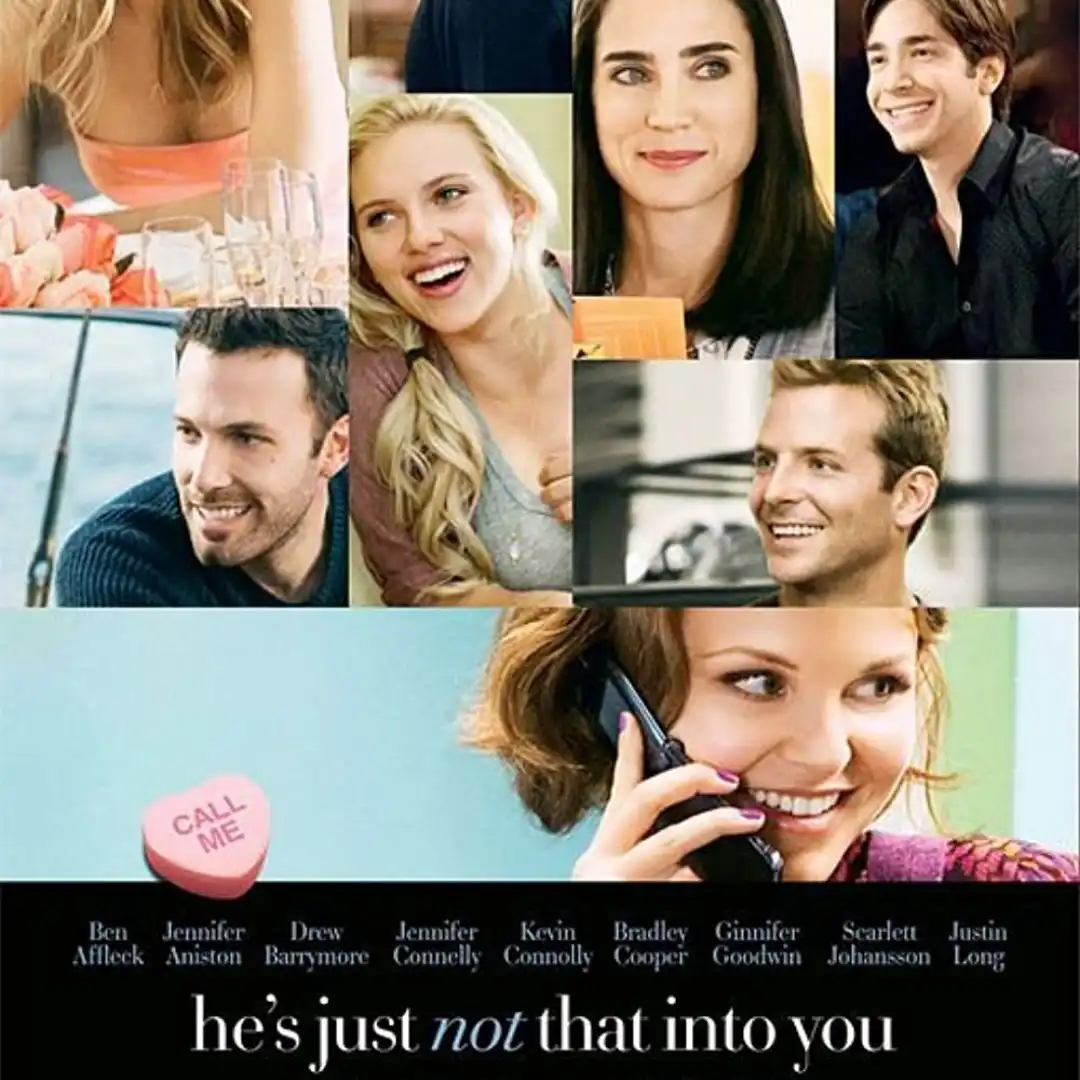 CALL
ME
Ben Jennifer Drew Jennifer Kevin Bradley Ginnifer Scarlett Justin
Affleck Aniston Barrymore Connelly Connolly Cooper Goodwin Johansson Long
he's just not that into you